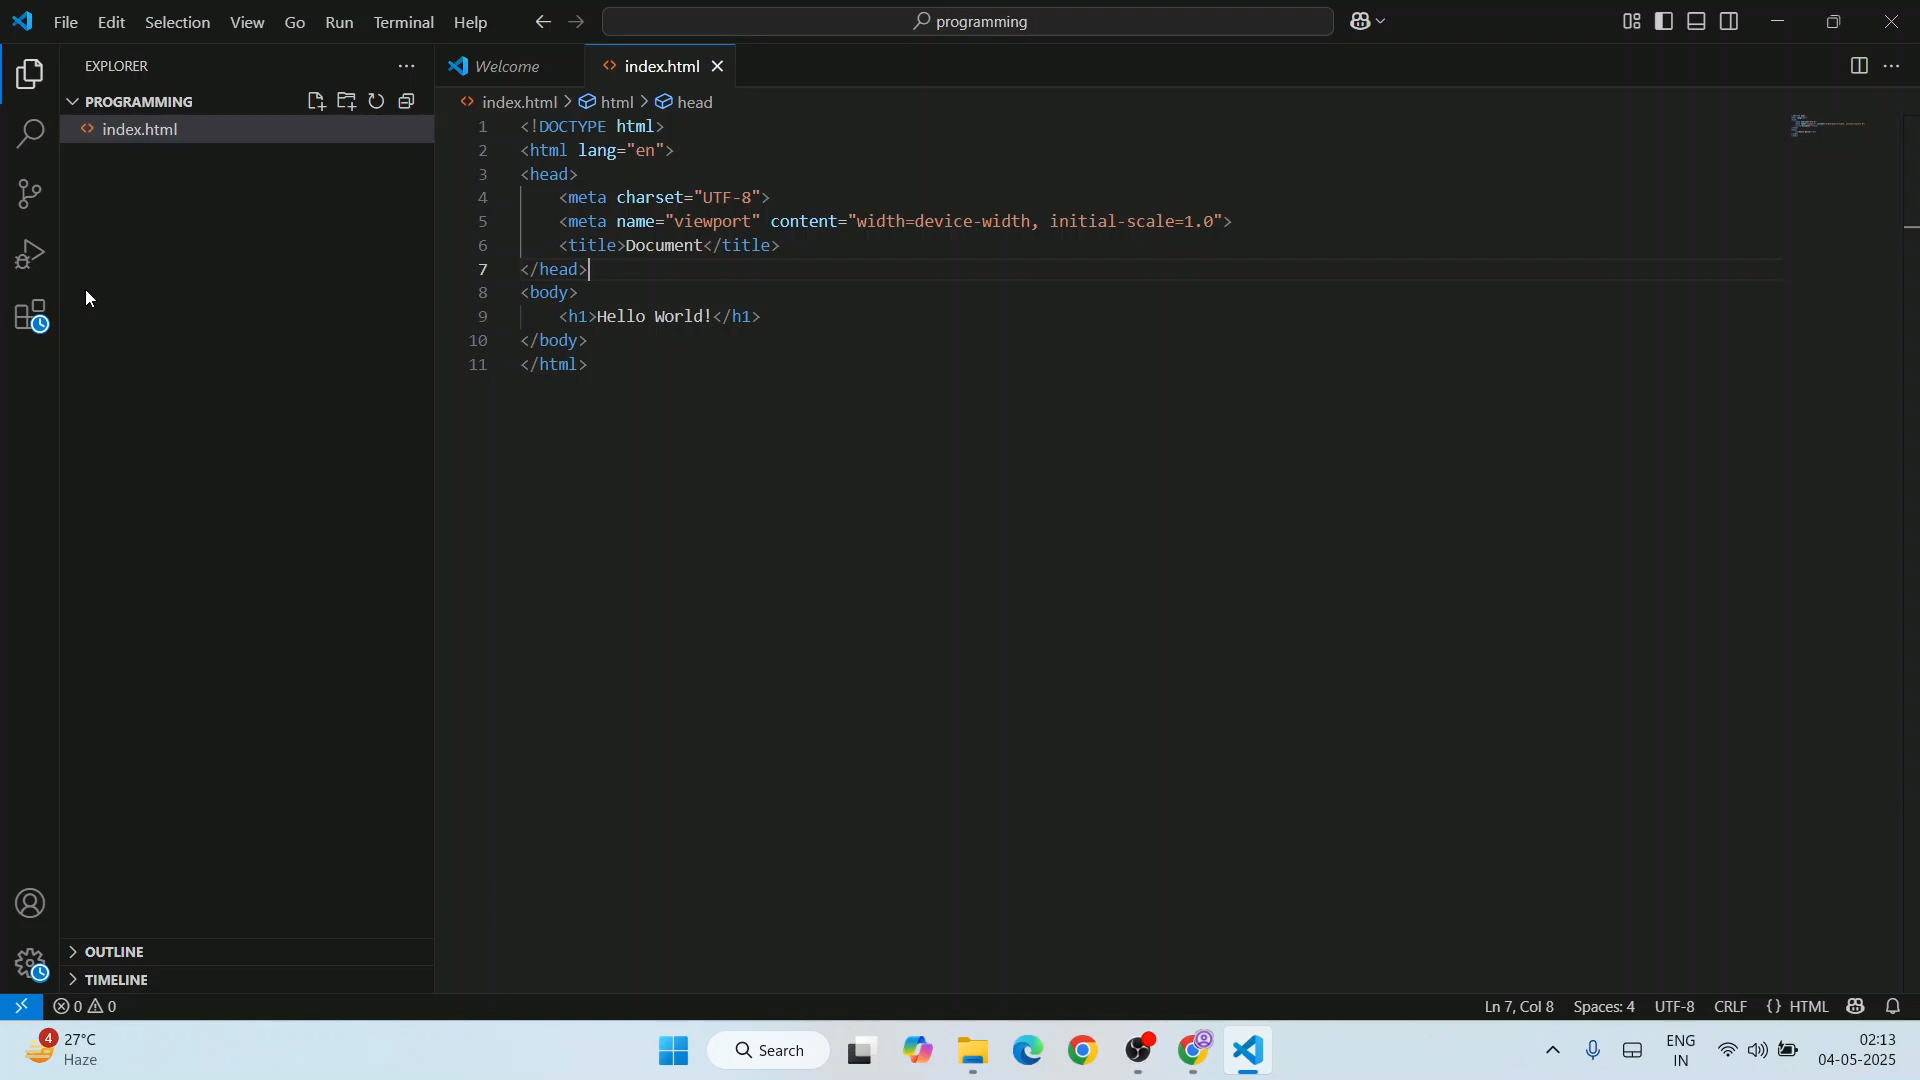 File Edit Selection View Go Run Terminal Help
programming
EXPLORER
PROGRAMMING
index.html
Welcome
index.html
index.html > html > head
1 <!DOCTYPE html>
2 <html lang="en">
3 <head>
4 <meta charset="UTF-8">
5 <meta name="viewport" content="width=device-width, initial-scale=1.0">
6 <title>Document</title>
7 </head>
8 <body>
9 <h1>Hello World!</h1>
10 </body>
11 </html>
OUTLINE
TIMELINE
0 0
Ln 7, Col 8 Spaces: 4 UTF-8 CRLF {} HTML
4
27°C
Haze
Search
ENG
IN
02:13
04-05-2025